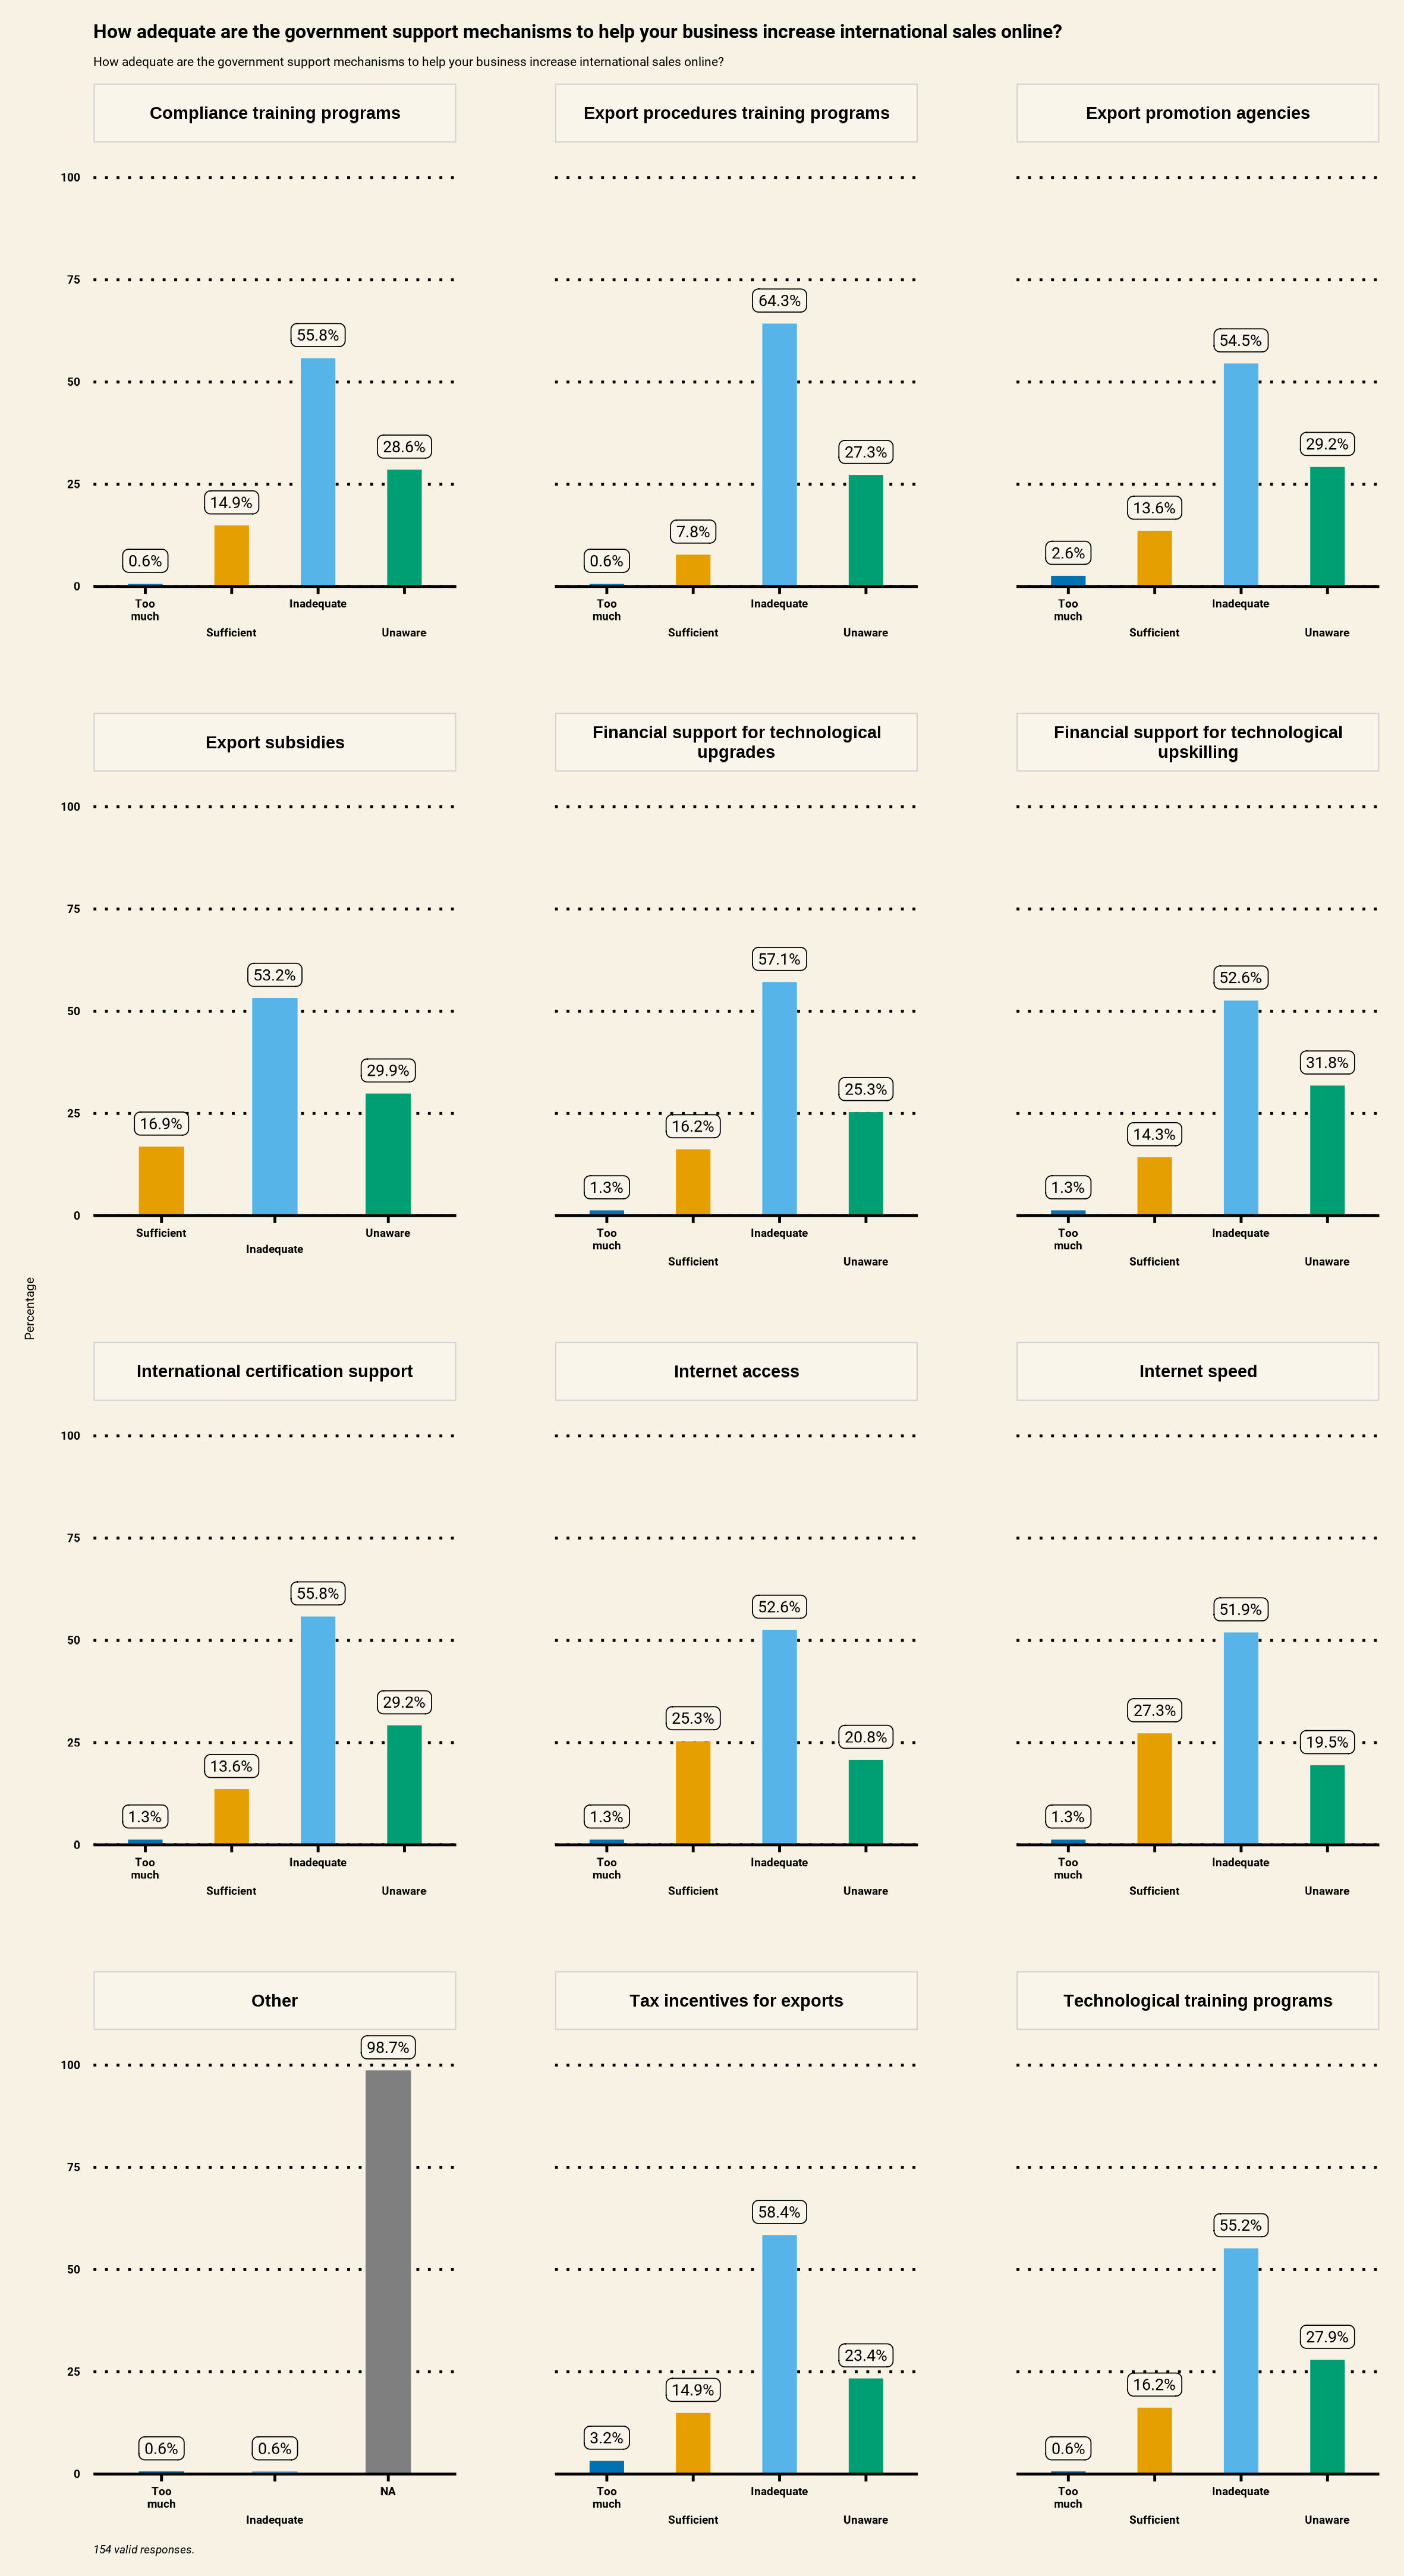 How adequate are the government support mechanisms to help your business increase international sales online?
How adequate are the government support mechanisms to help your business increase international sales online?
Compliance training programs
Export procedures training programs
Export promotion agencies
100
75
50
25
0
0.6%
14.9%
55.8%
28.6%
Too
much
Sufficient
Inadequate
Unaware
0.6%
7.8%
64.3%
27.3%
Too
much
Sufficient
Inadequate
Unaware
2.6%
13.6%
54.5%
29.2%
Too
much
Sufficient
Inadequate
Unaware
Export subsidies
Financial support for technological
upgrades
Financial support for technological
upskilling
100
75
50
25
0
16.9%
53.2%
29.9%
Sufficient
Inadequate
Unaware
1.3%
16.2%
57.1%
25.3%
Too
much
Sufficient
Inadequate
Unaware
1.3%
14.3%
52.6%
31.8%
Too
much
Sufficient
Inadequate
Unaware
Percentage
International certification support
Internet access
Internet speed
100
75
50
25
0
1.3%
13.6%
55.8%
29.2%
Too
much
Sufficient
Inadequate
Unaware
1.3%
25.3%
52.6%
20.8%
Too
much
Sufficient
Inadequate
Unaware
1.3%
27.3%
51.9%
19.5%
Too
much
Sufficient
Inadequate
Unaware
Other
Tax incentives for exports
Technological training programs
100
75
50
25
0
0.6%
0.6%
98.7%
Too
much
Inadequate
NA
3.2%
14.9%
58.4%
23.4%
Too
much
Sufficient
Inadequate
Unaware
0.6%
16.2%
55.2%
27.9%
Too
much
Sufficient
Inadequate
Unaware
154 valid responses.